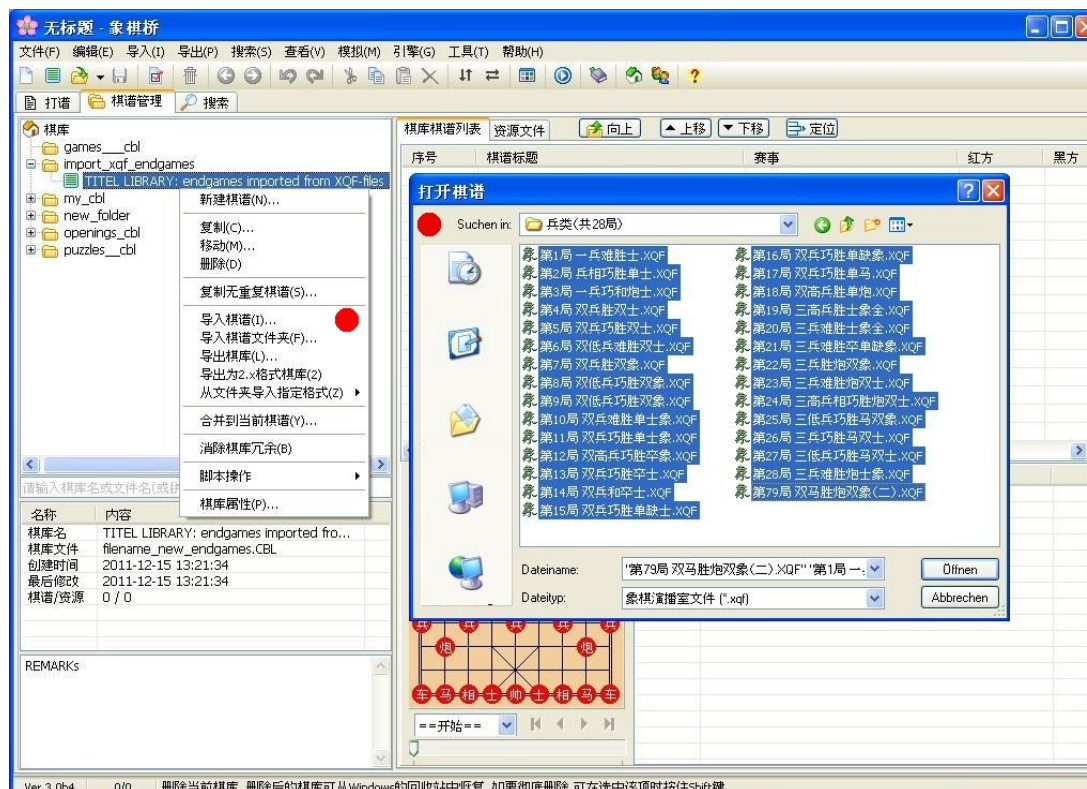 无标题 - 象棋桥
文件(F) 编辑(E) 导入(I) 导出(P) 搜索(S) 查看(V) 模拟(M) 引擎(G) 工具(T) 帮助(H)
打谱 棋谱管理 搜索
棋库
games___cbl
import_xqf_endgames
TITEL LIBRARY: endgames imported from XQF-files
my_cbl
new_folder
openings_cbl
puzzles__cbl
新建棋谱(N)...
复制(C)...
移动(M)...
删除(D)
复制无重复棋谱(S)...
导入棋谱(I)...
导入棋谱文件夹(F)...
导出棋库(L)...
导出为2.x格式棋库(2)
从文件夹导入指定格式(Z)
合并到当前棋谱(Y)...
消除棋库冗余(B)
脚本操作
棋库属性(P)...
请输入棋库名或文件名(或拼
名称 内容
棋库名 TITEL LIBRARY: endgames imported fro...
棋库文件 filename_new_endgames.CBL
创建时间 2011-12-15 13:21:34
最后修改 2011-12-15 13:21:34
棋谱/资源 0 / 0
REMARKs
棋库棋谱列表 资源文件 向上 上移 下移 定位
序号 棋谱标题 赛事 红方 黑方
打开棋谱
Suchen in: 兵类(共28局)
第1局 一兵难胜士.XQF
第2局 兵相巧胜单士.XQF
第3局 一兵巧和炮士.XQF
第4局 双兵胜双士.XQF
第5局 双兵巧胜双士.XQF
第6局 双低兵难胜双士.XQF
第7局 双兵胜双象.XQF
第8局 双低兵巧胜双象.XQF
第9局 双低兵巧胜双象.XQF
第10局 双兵难胜单士象.XQF
第11局 双兵巧胜单士象.XQF
第12局 双高兵胜卒象.XQF
第13局 双兵巧胜卒士.XQF
第14局 双兵和卒士.XQF
第15局 双兵巧胜单缺士.XQF
第16局 双兵巧胜单缺象.XQF
第17局 双兵巧胜单马.XQF
第18局 双高兵胜单炮.XQF
第19局 三高兵胜士象全.XQF
第20局 三兵难胜士象全.XQF
第21局 三兵难胜卒单缺象.XQF
第22局 三兵巧胜炮双象.XQF
第23局 三兵难胜炮双士.XQF
第24局 三高兵相巧胜炮双士.XQF
第25局 三低兵巧胜马双象.XQF
第26局 三兵巧胜马双士.XQF
第27局 三低兵巧胜马双士.XQF
第28局 三兵难胜炮士象.XQF
第79局 双马胜炮双象(二).XQF
Dateiname: "第79局 双马胜炮双象(二).XQF" "第1局 一: Öffnen
Dateityp: 象棋演播室文件 (*.xqf) Abbrechen
兵 兵 兵 兵 兵
炮 炮
车 马 相 士 帅 士 相 马 车
==开始==
Ver 3.0b4 0/0 删除当前棋库, 删除后的棋库可从Windows的回收站中恢复, 如要彻底删除, 可在选中该项时按住Shift键